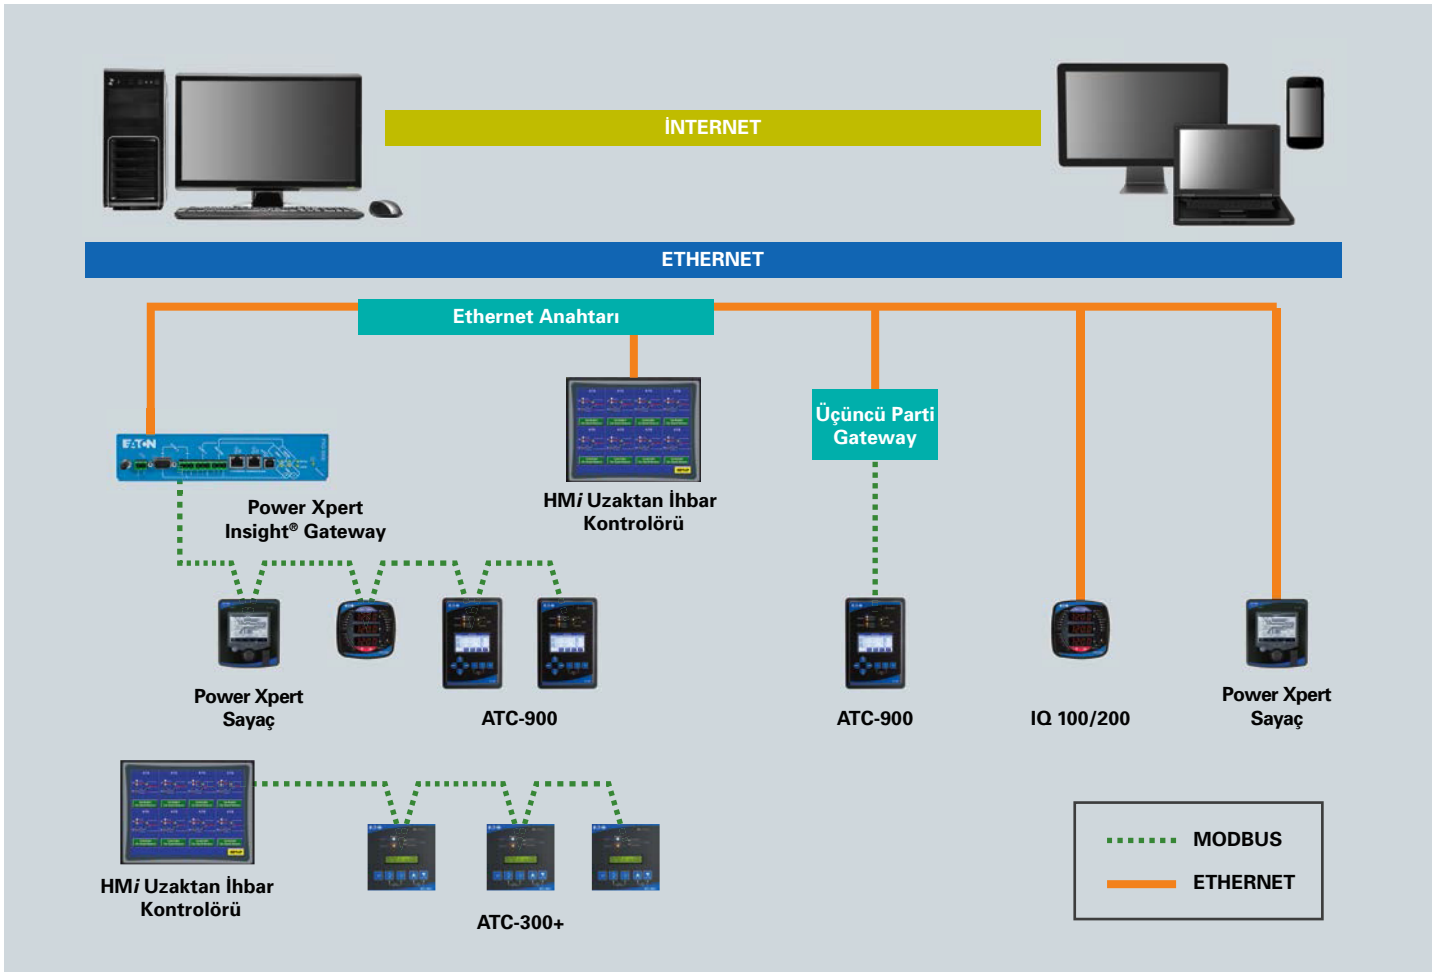 İNTERNET
ETHERNET
Ethernet Anahtarı
Üçüncü Parti
Gateway
EATON
Power Xpert
Insight® Gateway
HMi Uzaktan İhbar
Kontrolörü
Power Xpert
Sayaç
ATC-900
ATC-900
IQ 100/200
Power Xpert
Sayaç
HMi Uzaktan İhbar
Kontrolörü
ATC-300+
MODBUS
ETHERNET